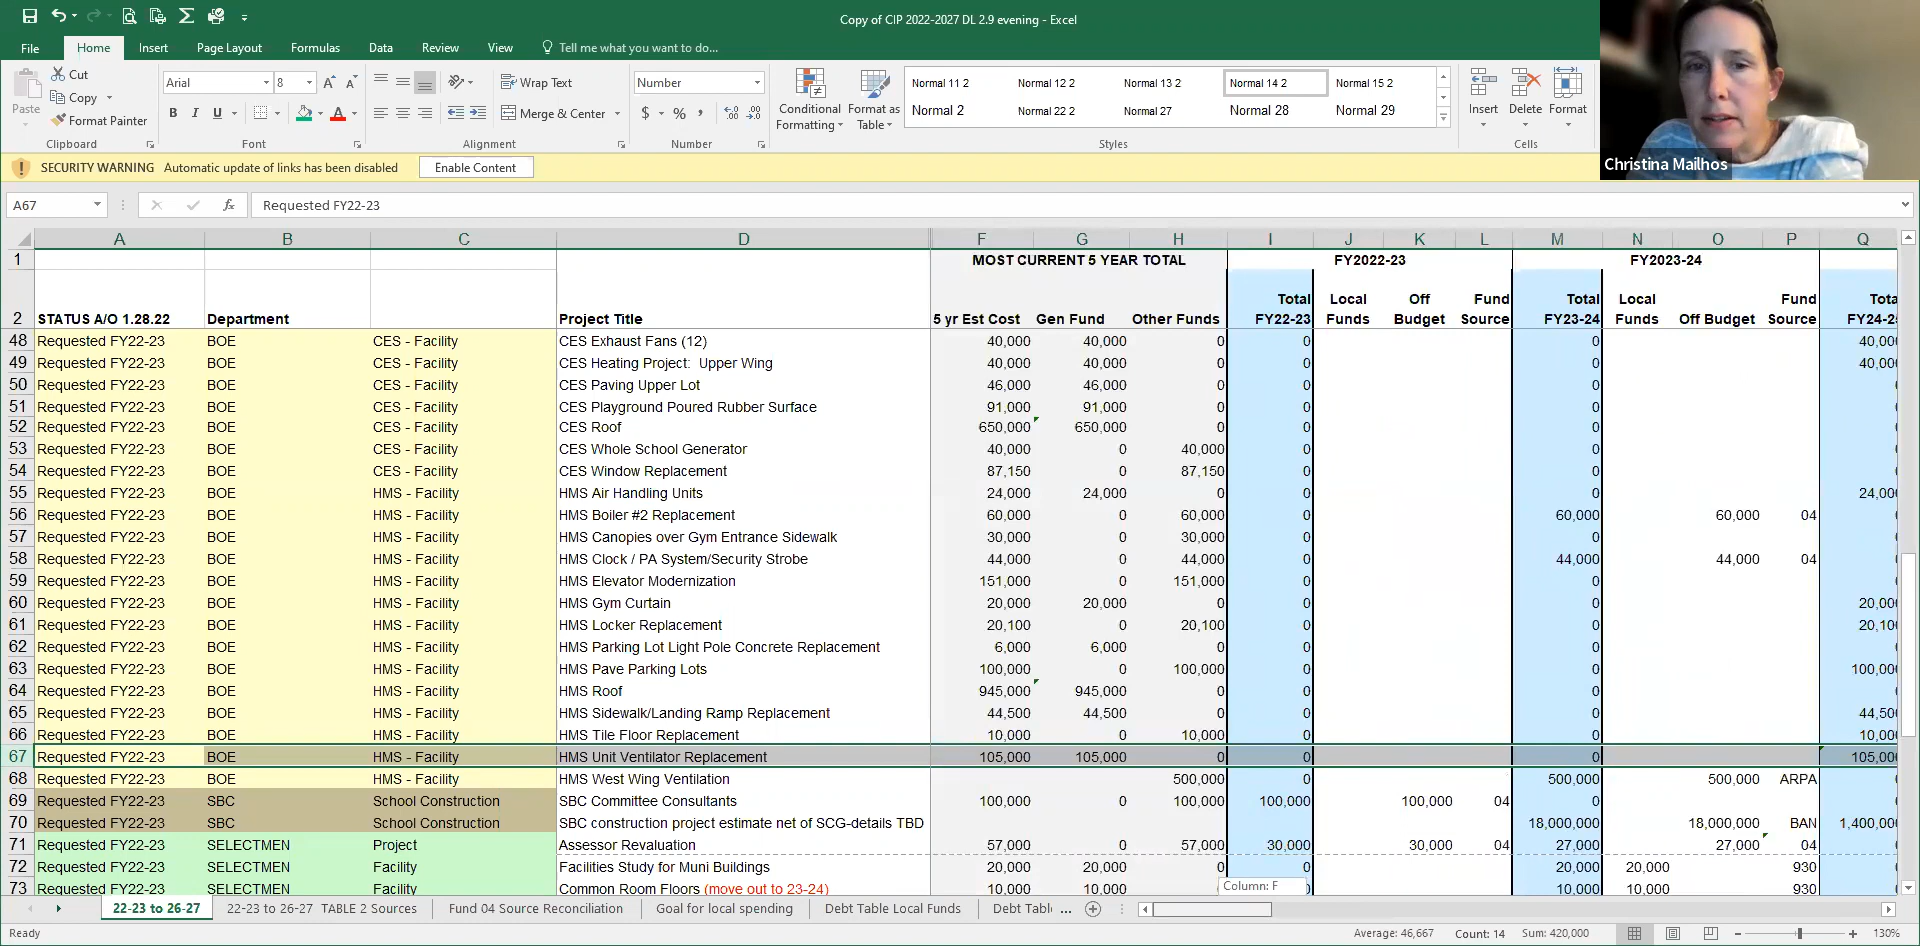 Copy of CIP 2022-2027 DL 2.9 evening - Excel
File Home Insert Page Layout Formulas Data Review View Tell me what you want to do...
Paste Cut Copy Format Painter Clipboard
Arial 8 B I U Font
Wrap Text Merge & Center Alignment
Number $ % Number
Conditional Formatting Format as Table
Normal 11 2 Normal 12 2 Normal 13 2 Normal 14 2 Normal 15 2
Normal 2 Normal 22 2 Normal 27 Normal 28 Normal 29
Styles
Insert Delete Format Cells
Christina Mailhos
SECURITY WARNING Automatic update of links has been disabled Enable Content
A67 fx Requested FY22-23
A B C D F G H I J K L M N O P Q
1 MOST CURRENT 5 YEAR TOTAL FY2022-23 FY2023-24
Total Local Off Fund Total Local Fund Tota
2 STATUS A/O 1.28.22 Department Project Title 5 yr Est Cost Gen Fund Other Funds FY22-23 Funds Budget Source FY23-24 Funds Off Budget Source FY24-2
48 Requested FY22-23 BOE CES - Facility CES Exhaust Fans (12) 40,000 40,000 0 0 0 40,00
49 Requested FY22-23 BOE CES - Facility CES Heating Project: Upper Wing 40,000 40,000 0 0 0 40,00
50 Requested FY22-23 BOE CES - Facility CES Paving Upper Lot 46,000 46,000 0 0 0
51 Requested FY22-23 BOE CES - Facility CES Playground Poured Rubber Surface 91,000 91,000 0 0 0
52 Requested FY22-23 BOE CES - Facility CES Roof 650,000 650,000 0 0 0
53 Requested FY22-23 BOE CES - Facility CES Whole School Generator 40,000 0 40,000 0 0
54 Requested FY22-23 BOE CES - Facility CES Window Replacement 87,150 0 87,150 0 0
55 Requested FY22-23 BOE HMS - Facility HMS Air Handling Units 24,000 24,000 0 0 0 24,00
56 Requested FY22-23 BOE HMS - Facility HMS Boiler #2 Replacement 60,000 0 60,000 0 60,000 60,000 04
57 Requested FY22-23 BOE HMS - Facility HMS Canopies over Gym Entrance Sidewalk 30,000 0 30,000 0 0
58 Requested FY22-23 BOE HMS - Facility HMS Clock / PA System/Security Strobe 44,000 0 44,000 0 44,000 44,000 04
59 Requested FY22-23 BOE HMS - Facility HMS Elevator Modernization 151,000 0 151,000 0 0
60 Requested FY22-23 BOE HMS - Facility HMS Gym Curtain 20,000 20,000 0 0 0 20,00
61 Requested FY22-23 BOE HMS - Facility HMS Locker Replacement 20,100 0 20,100 0 0 20,10
62 Requested FY22-23 BOE HMS - Facility HMS Parking Lot Light Pole Concrete Replacement 6,000 6,000 0 0 0
63 Requested FY22-23 BOE HMS - Facility HMS Pave Parking Lots 100,000 0 100,000 0 0 100,00
64 Requested FY22-23 BOE HMS - Facility HMS Roof 945,000 945,000 0 0 0
65 Requested FY22-23 BOE HMS - Facility HMS Sidewalk/Landing Ramp Replacement 44,500 44,500 0 0 0 44,50
66 Requested FY22-23 BOE HMS - Facility HMS Tile Floor Replacement 10,000 0 10,000 0 0 10,00
67 Requested FY22-23 BOE HMS - Facility HMS Unit Ventilator Replacement 105,000 105,000 0 0 0 105,00
68 Requested FY22-23 BOE HMS - Facility HMS West Wing Ventilation 500,000 0 500,000 500,000 ARPA
69 Requested FY22-23 SBC School Construction SBC Committee Consultants 100,000 0 100,000 100,000 100,000 04 0
70 Requested FY22-23 SBC School Construction SBC construction project estimate net of SCG-details TBD 18,000,000 18,000,000 BAN 1,400,00
71 Requested FY22-23 SELECTMEN Project Assessor Revaluation 57,000 0 57,000 30,000 30,000 04 27,000 27,000 04
72 Requested FY22-23 SELECTMEN Facility Facilities Study for Muni Buildings 20,000 20,000 0 0 20,000 20,000 930
73 Requested FY22-23 SELECTMEN Facility Common Room Floors (move out to 23-24) 10,000 10,000 10,000 10,000 930
Column: F
22-23 to 26-27 22-23 to 26-27 TABLE 2 Sources Fund 04 Source Reconciliation Goal for local spending Debt Table Local Funds Debt Tabl ...
Ready Average: 46,667 Count: 14 Sum: 420,000 130%